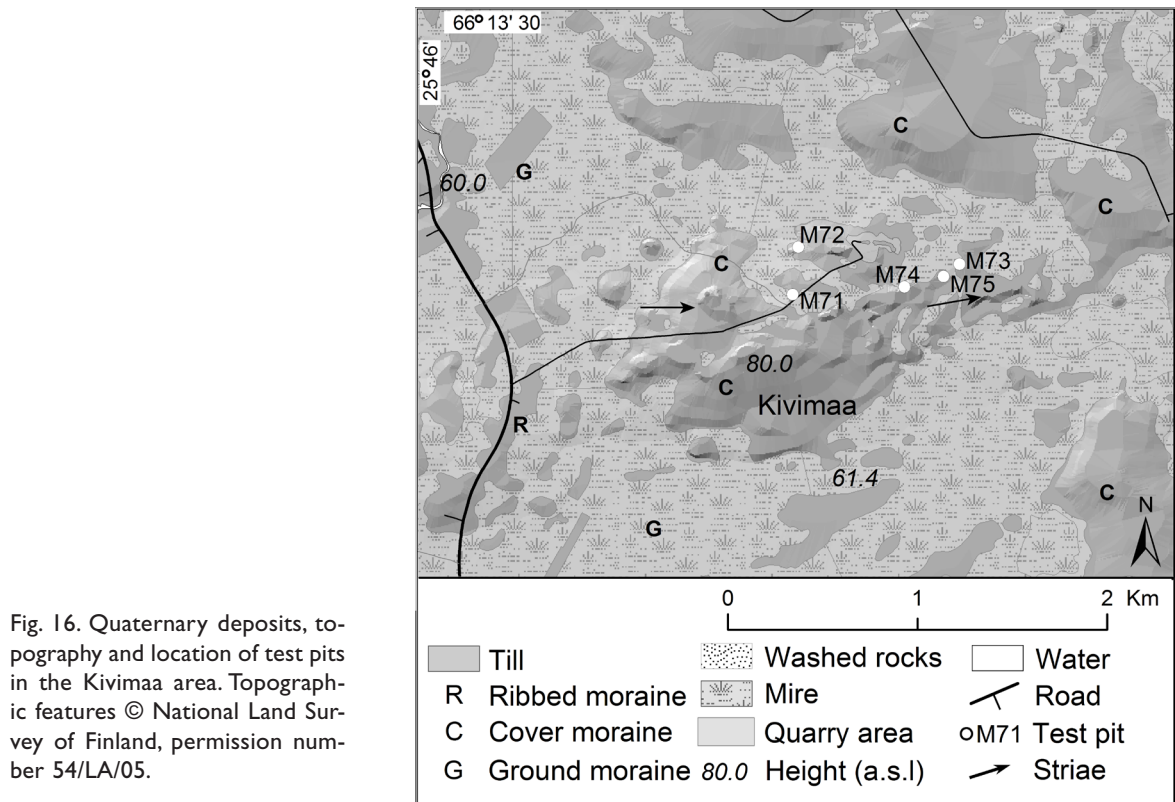 66° 13' 30
25°46'
C
G
60.0
C
M72
C
M73
M74
M75
M71
80.0
C
Kivimaa
R
61.4
C
G
N
0 1 2 Km
Till Washed rocks Water
R Ribbed moraine Mire Road
C Cover moraine Quarry area M71 Test pit
G Ground moraine 80.0 Height (a.s.l) Striae
Fig. 16. Quaternary deposits, to-
pography and location of test pits
in the Kivimaa area. Topograph-
ic features © National Land Sur-
vey of Finland, permission num-
ber 54/LA/05.